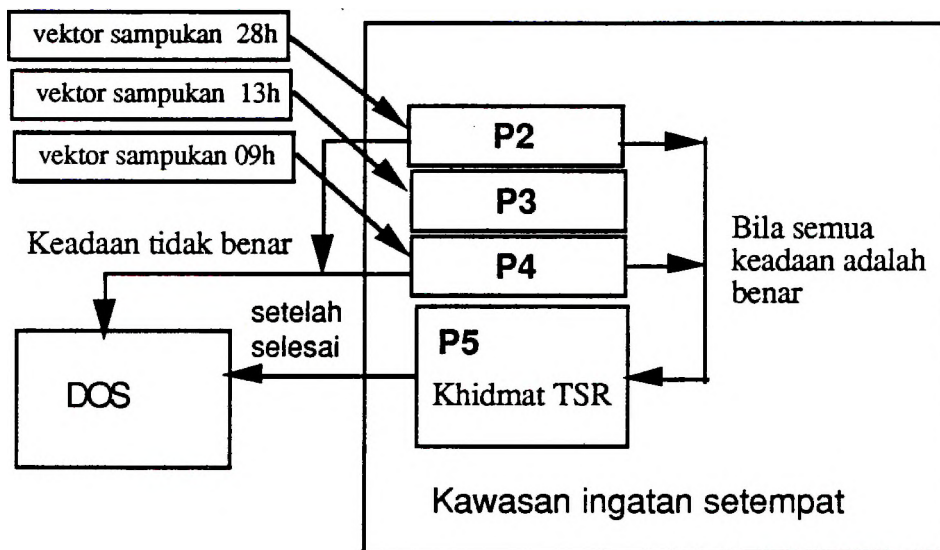 vektor sampukan 28h
vektor sampukan 13h
vektor sampukan 09h
P2
P3
P4
Keadaan tidak benar
Bila semua
keadaan adalah
benar
setelah
selesai
P5
Khidmat TSR
DOS
Kawasan ingatan setempat